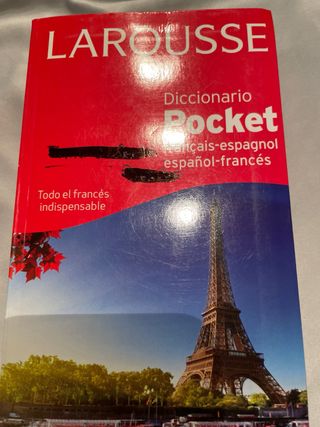 LAROUSSE
Diccionario
Pocket
français-espagnol
español-francés
Todo el francés
indispensable